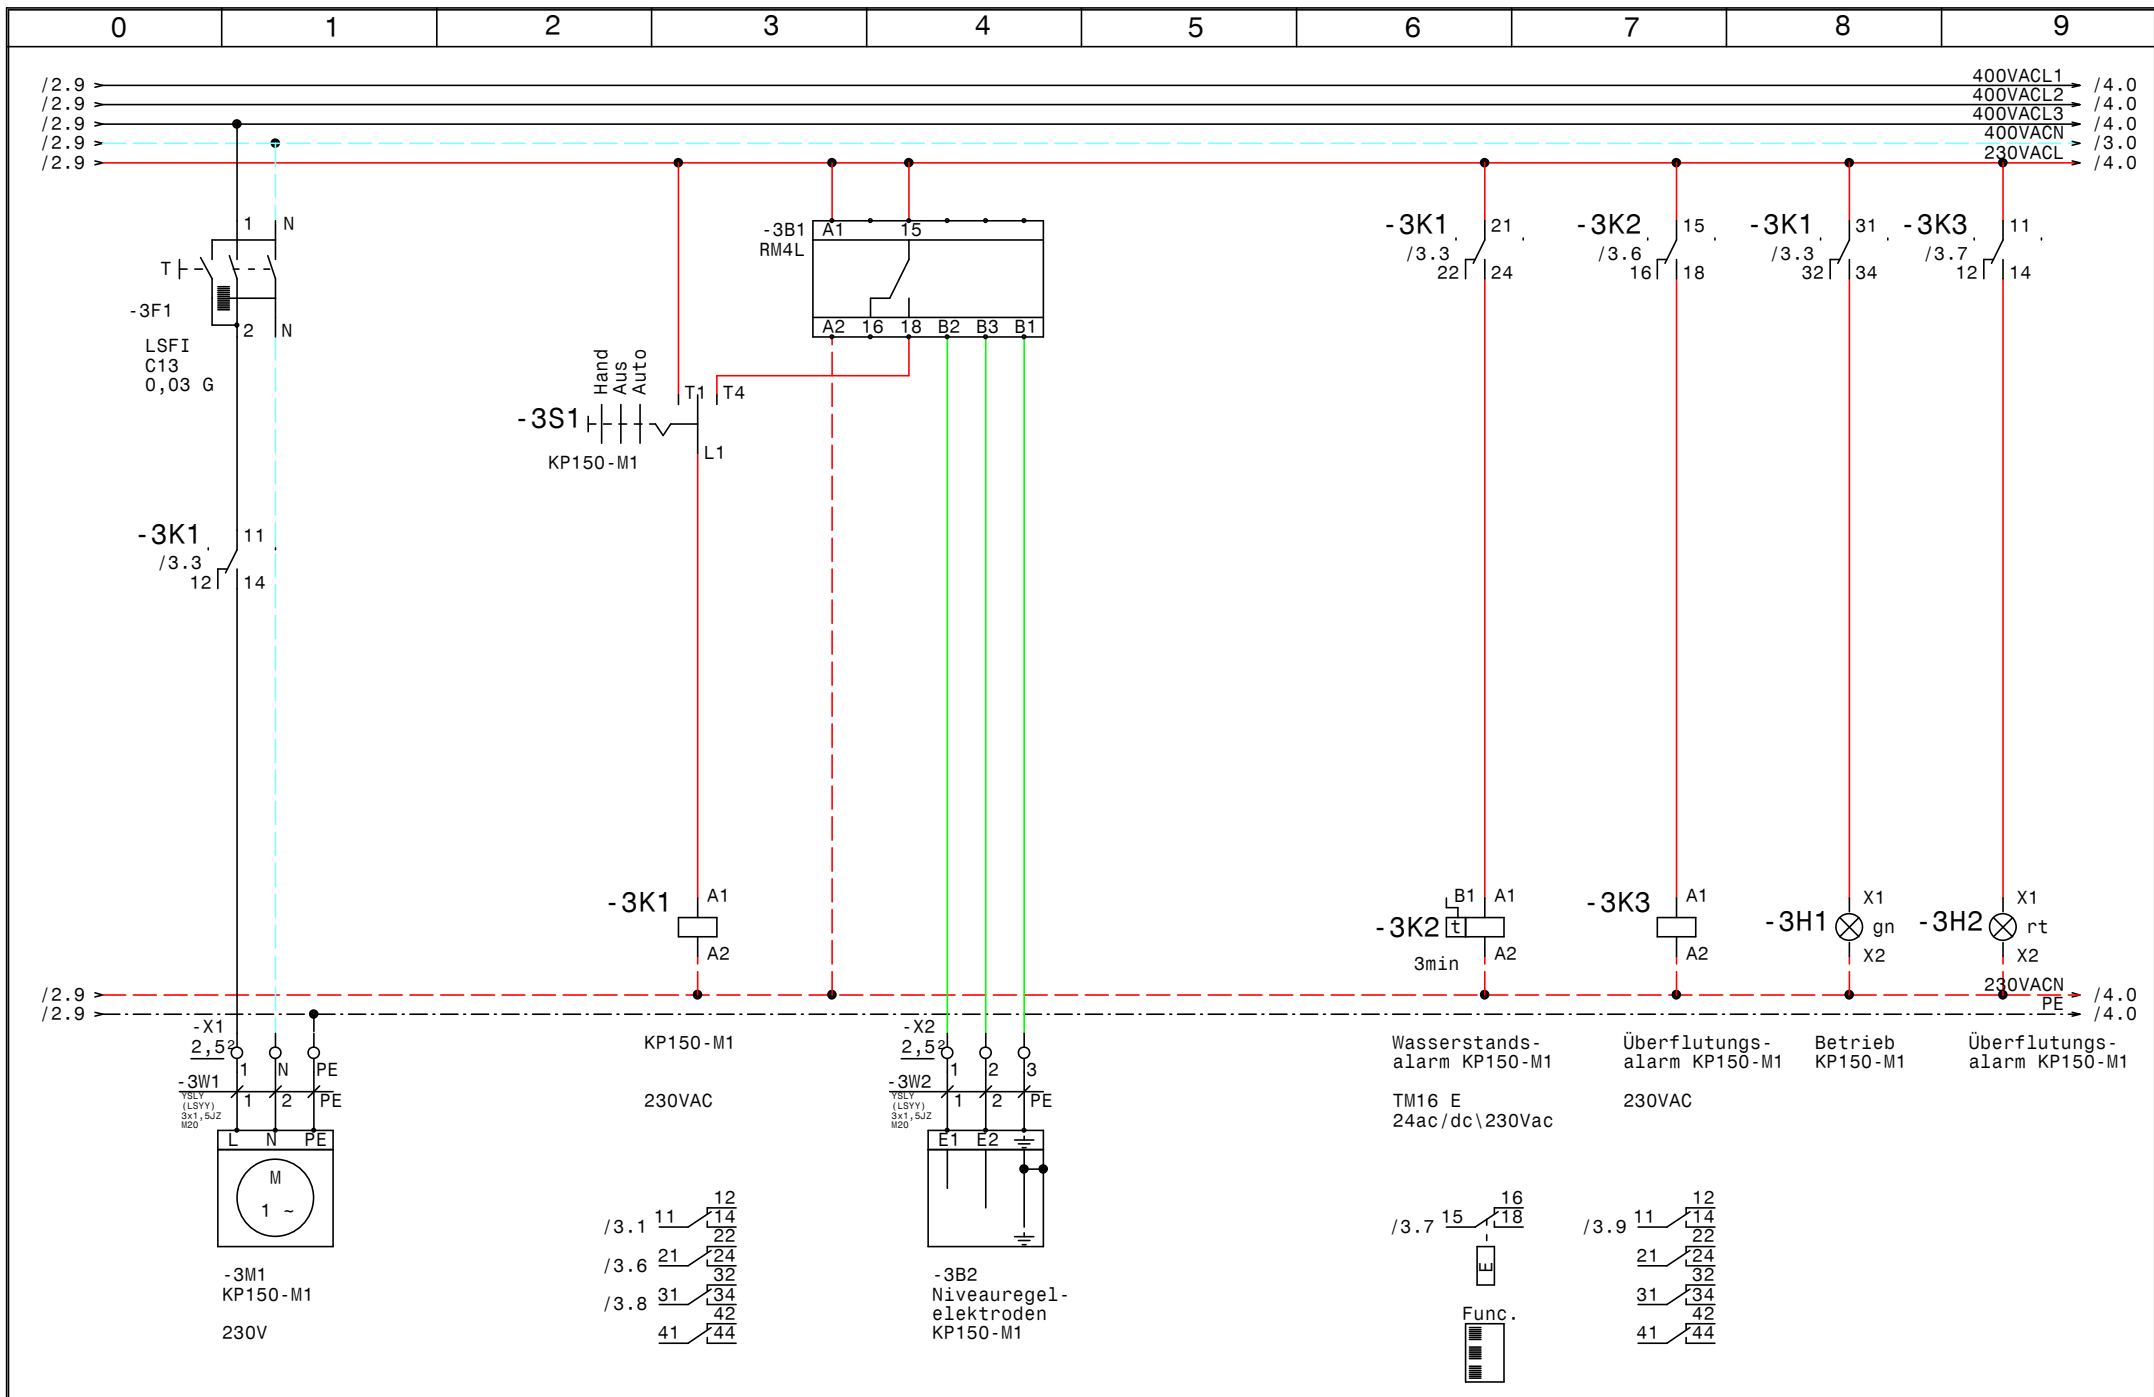 0 1 2 3 4 5 6 7 8 9
/2.9 400VACL1 /4.0
/2.9 400VACL2 /4.0
/2.9 400VACL3 /4.0
/2.9 400VACN /3.0
/2.9 230VACL /4.0
1 N
T
-3F1
2 N
LSFI
C13
0,03 G
-3K1 11
/3.3
12 14
Hand
Aus
Auto
T1 T4
-3S1
L1
KP150-M1
-3B1 A1 15
RM4L
A2 16 18 B2 B3 B1
-3K1 21
/3.3
22 24
-3K2 15
/3.6
16 18
-3K1 31
/3.3
32 34
-3K3 11
/3.7
12 14
-3K1 A1
A2
B1 A1
-3K2 t
A2
3min
-3K3 A1
A2
X1
-3H1 gn
X2
X1
-3H2 rt
X2
/2.9 230VACN /4.0
/2.9 PE /4.0
-X1
2,5²
1 N PE
-3W1
YSLY
(LSYY)
3x1,5JZ
M20
1 2 PE
L N PE
M
1 ~
-3M1
KP150-M1
230V
KP150-M1
230VAC
12
/3.1 11 14
22
/3.6 21 24
32
/3.8 31 34
42
41 44
-X2
2,5²
1 2 3
-3W2
YSLY
(LSYY)
3x1,5JZ
M20
1 2 PE
E1 E2
-3B2
Niveauregel-
elektroden
KP150-M1
Wasserstands-
alarm KP150-M1
TM16 E
24ac/dc\230Vac
16
/3.7 15 18
E
Func.
Überflutungs-
alarm KP150-M1
230VAC
12
/3.9 11 14
22
21 24
32
31 34
42
41 44
Betrieb
KP150-M1
Überflutungs-
alarm KP150-M1